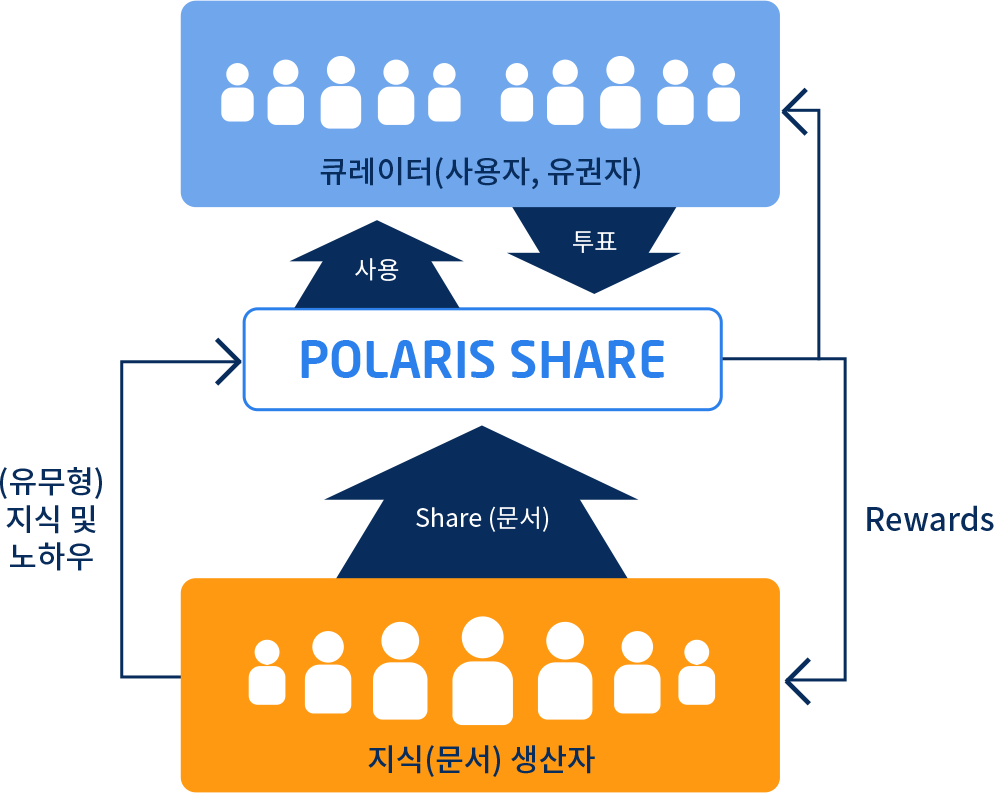 큐레이터(사용자, 유권자)
사용
투표
POLARIS SHARE
(유무형)
지식 및
노하우
Share (문서)
Rewards
지식(문서) 생산자